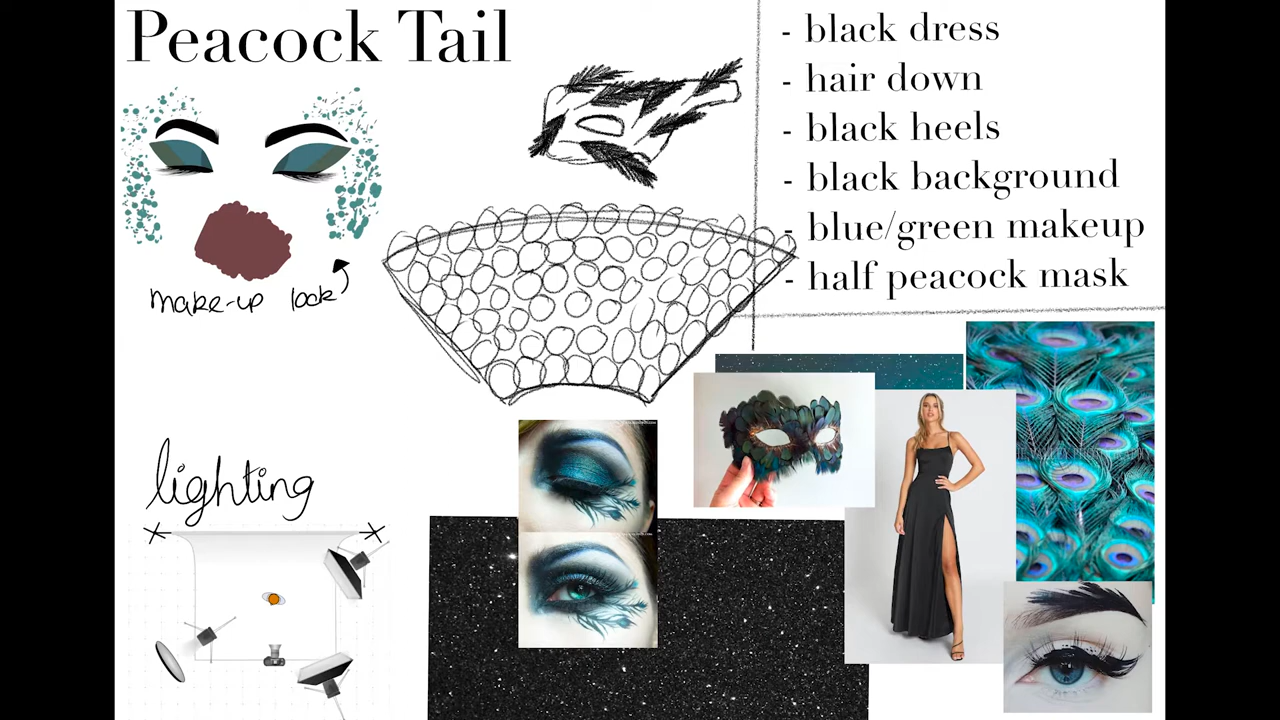 Peacock Tail
- black dress
- hair down
- black heels
- black background
- blue/green makeup
- half peacock mask
make-up look
lighting